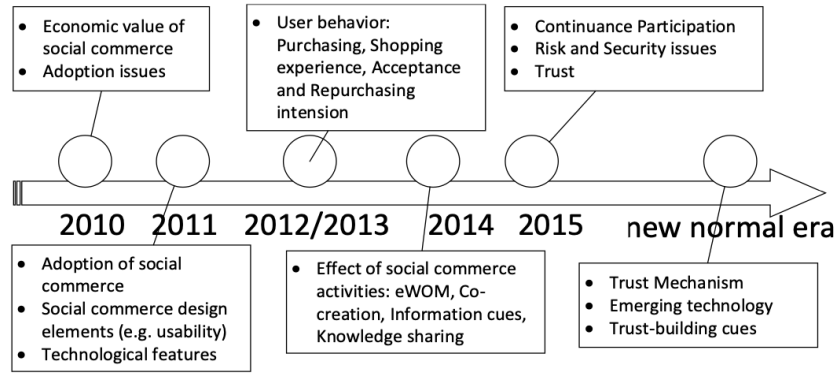 • Economic value of
social commerce
• Adoption issues
• User behavior:
Purchasing, Shopping
experience, Acceptance
and Repurchasing
intension
• Continuance Participation
• Risk and Security issues
• Trust
2010 2011 2012/2013 2014 2015 new normal era
• Adoption of social
commerce
• Social commerce design
elements (e.g. usability)
• Technological features
• Effect of social commerce
activities: eWOM, Co-
creation, Information cues,
Knowledge sharing
• Trust Mechanism
• Emerging technology
• Trust-building cues